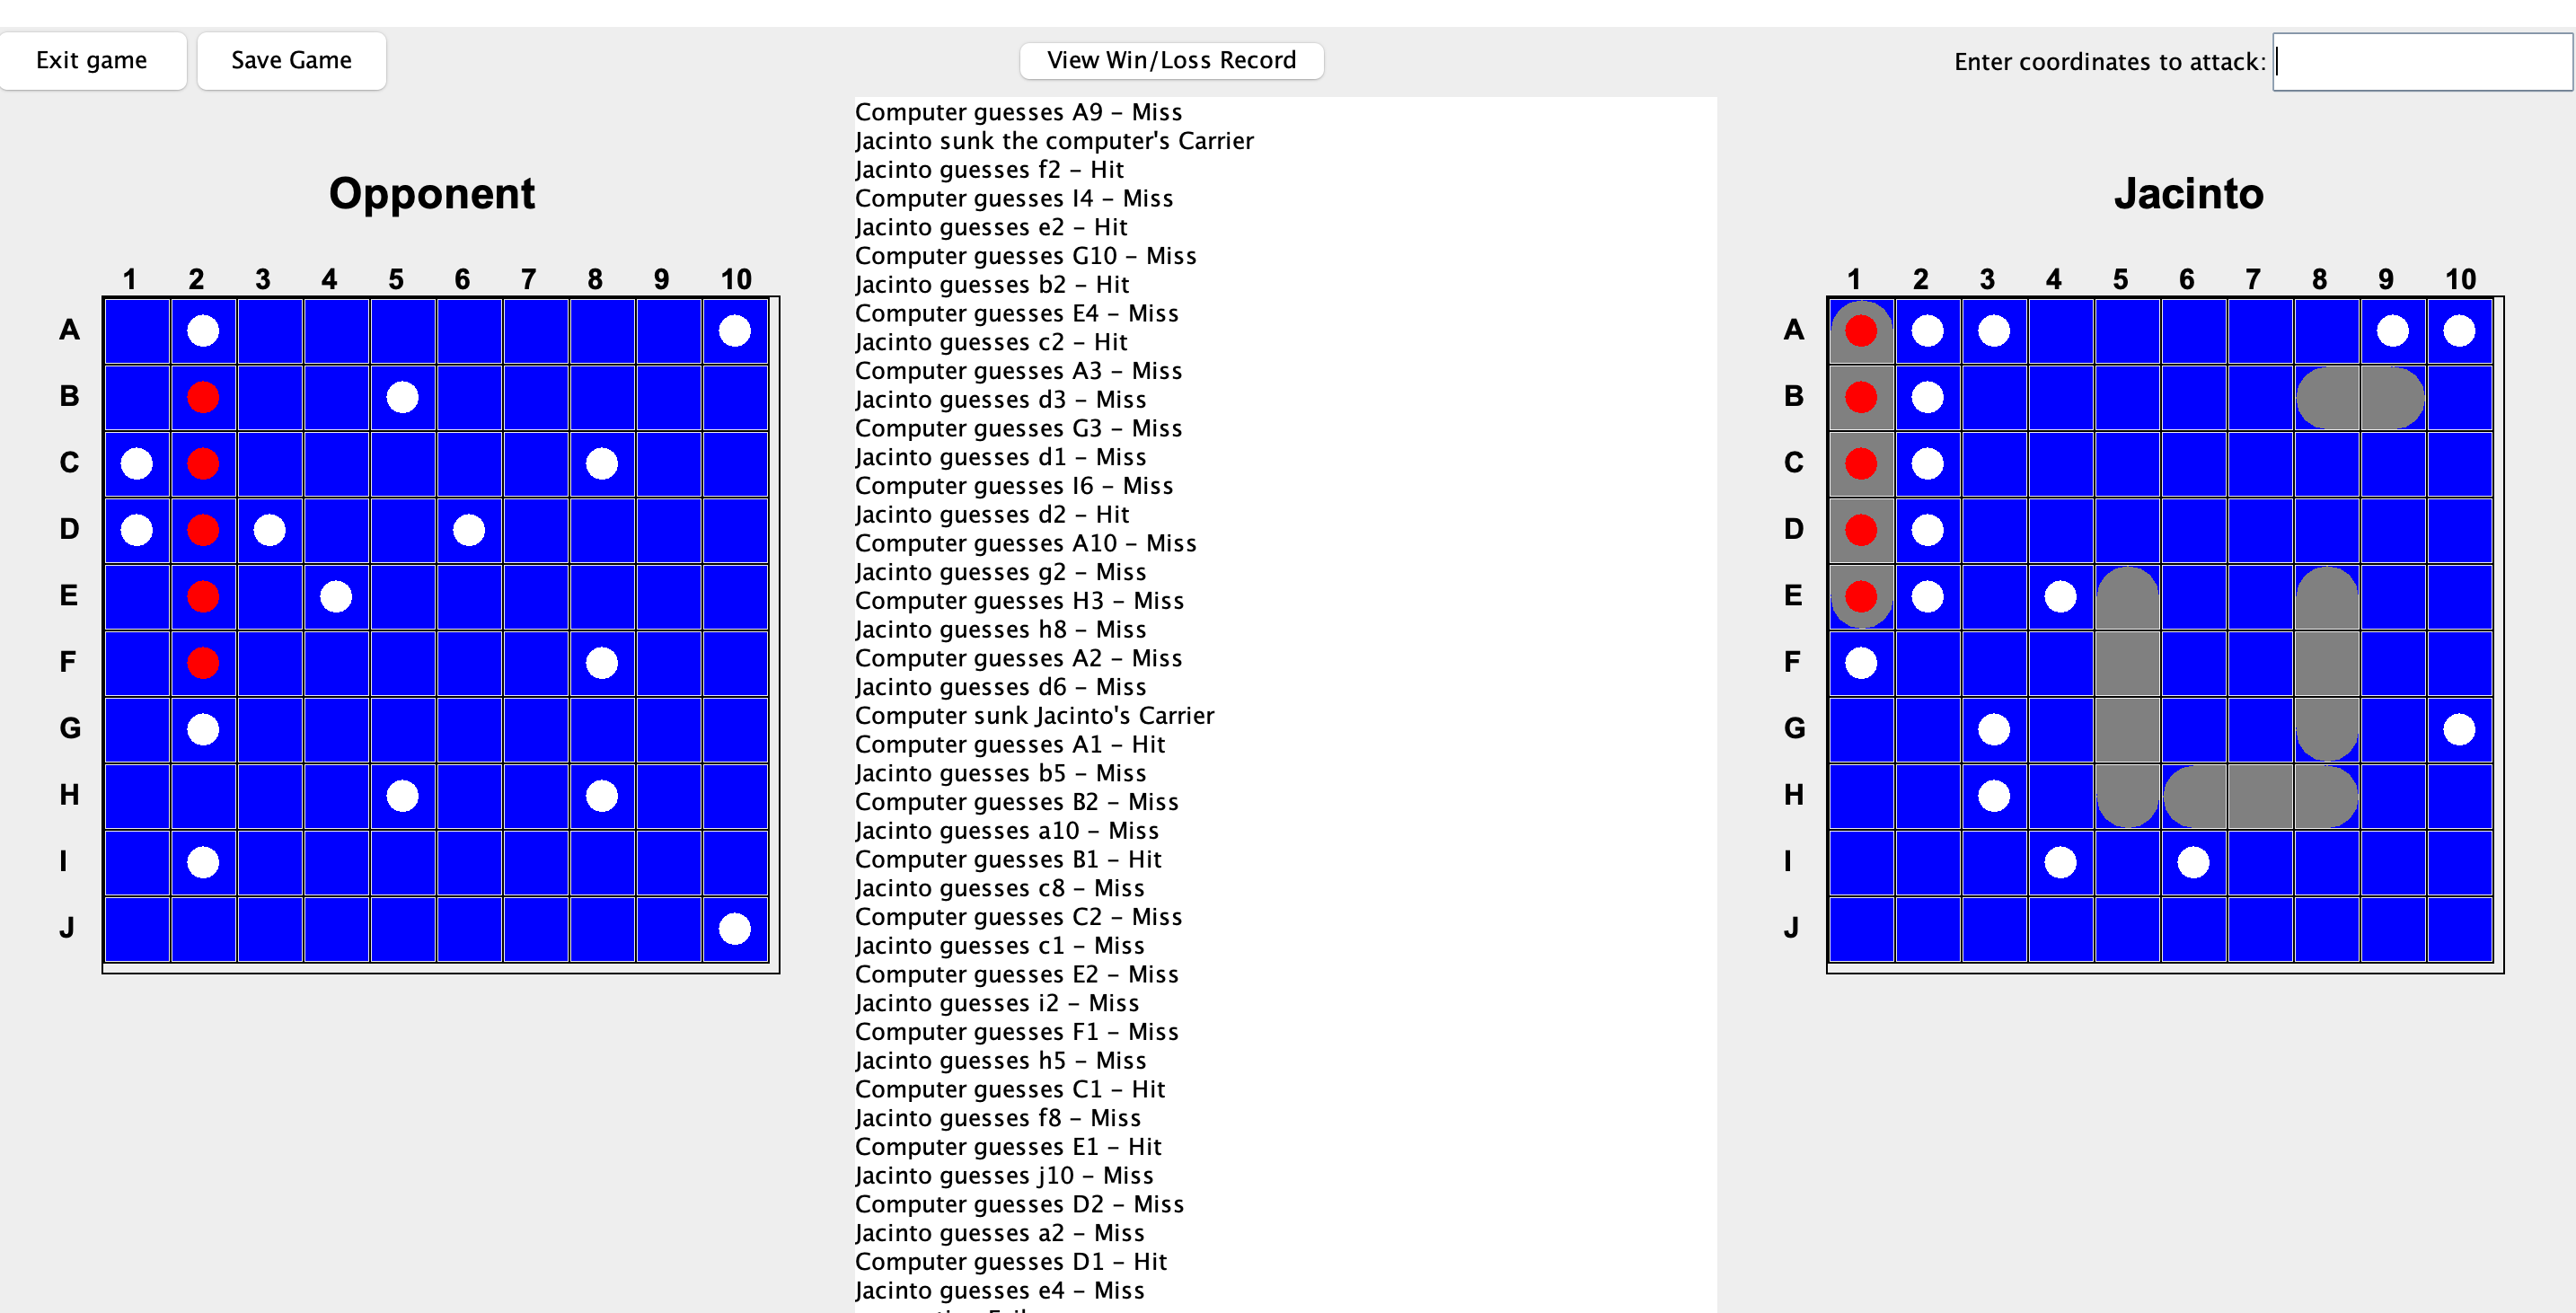 Exit game
Save Game
View Win/Loss Record
Enter coordinates to attack:
Opponent
1 2 3 4 5 6 7 8 9 10
A
B
C
D
E
F
G
H
I
J
Computer guesses A9 – Miss
Jacinto sunk the computer's Carrier
Jacinto guesses f2 – Hit
Computer guesses I4 – Miss
Jacinto guesses e2 – Hit
Computer guesses G10 – Miss
Jacinto guesses b2 – Hit
Computer guesses E4 – Miss
Jacinto guesses c2 – Hit
Computer guesses A3 – Miss
Jacinto guesses d3 – Miss
Computer guesses G3 – Miss
Jacinto guesses d1 – Miss
Computer guesses I6 – Miss
Jacinto guesses d2 – Hit
Computer guesses A10 – Miss
Jacinto guesses g2 – Miss
Computer guesses H3 – Miss
Jacinto guesses h8 – Miss
Computer guesses A2 – Miss
Jacinto guesses d6 – Miss
Computer sunk Jacinto's Carrier
Computer guesses A1 – Hit
Jacinto guesses b5 – Miss
Computer guesses B2 – Miss
Jacinto guesses a10 – Miss
Computer guesses B1 – Hit
Jacinto guesses c8 – Miss
Computer guesses C2 – Miss
Jacinto guesses c1 – Miss
Computer guesses E2 – Miss
Jacinto guesses i2 – Miss
Computer guesses F1 – Miss
Jacinto guesses h5 – Miss
Computer guesses C1 – Hit
Jacinto guesses f8 – Miss
Computer guesses E1 – Hit
Jacinto guesses j10 – Miss
Computer guesses D2 – Miss
Jacinto guesses a2 – Miss
Computer guesses D1 – Hit
Jacinto guesses e4 – Miss
Jacinto
1 2 3 4 5 6 7 8 9 10
A
B
C
D
E
F
G
H
I
J